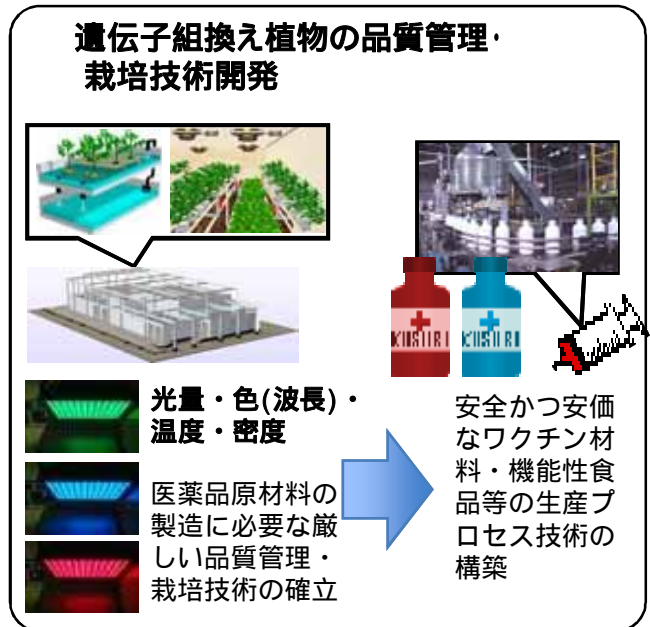 遺伝子組換え植物の品質管理・
栽培技術開発
KUSURI
KUSURI
光量・色(波長)・
温度・密度
医薬品原材料の
製造に必要な厳
しい品質管理・
栽培技術の確立
安全かつ安価
なワクチン材
料・機能性食
品等の生産プ
ロセス技術の
構築